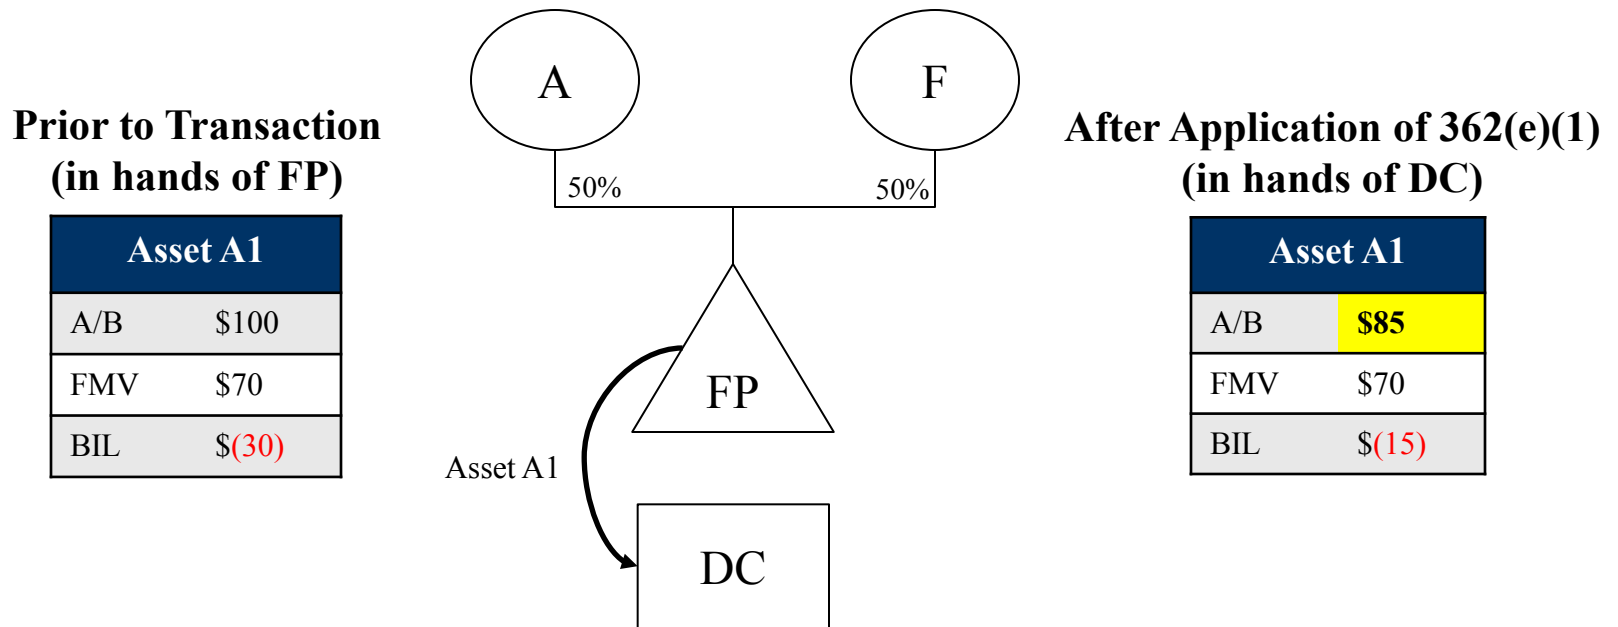 Prior to Transaction
(in hands of FP)
Asset A1
A/B $100
FMV $70
BIL $(30)
A
F
50%
50%
FP
Asset A1
DC
After Application of 362(e)(1)
(in hands of DC)
Asset A1
A/B $85
FMV $70
BIL $(15)